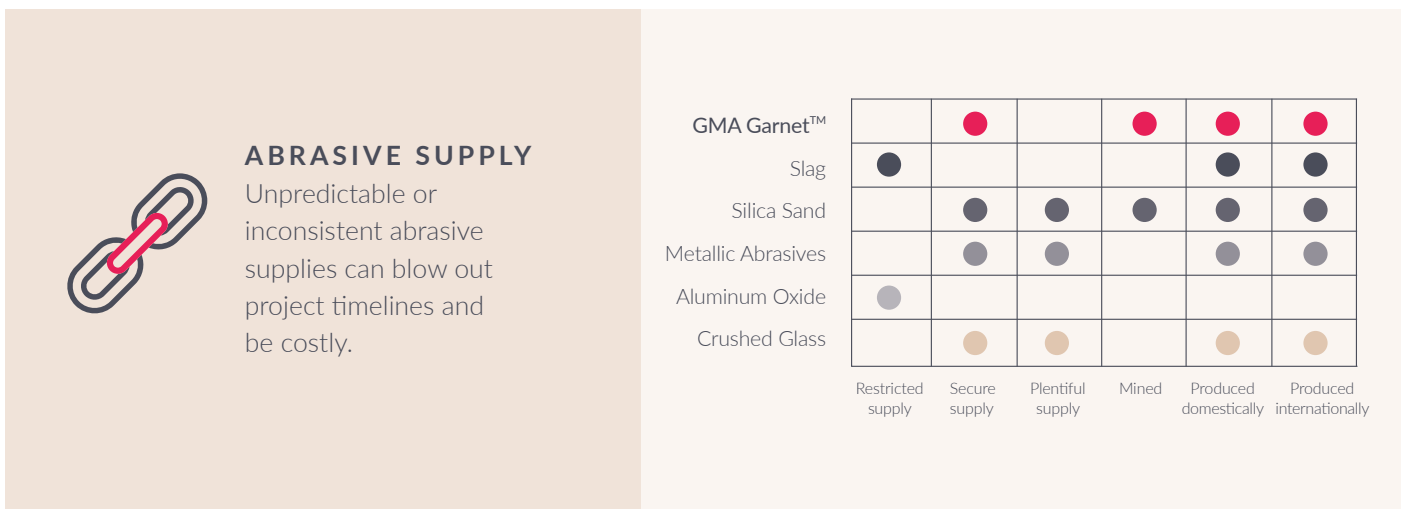 ABRASIVE SUPPLY
Unpredictable or
inconsistent abrasive
supplies can blow out
project timelines and
be costly.
GMA Garnet™
Slag
Silica Sand
Metallic Abrasives
Aluminum Oxide
Crushed Glass
Restricted
supply
Secure
supply
Plentiful
supply
Mined
Produced
domestically
Produced
internationally